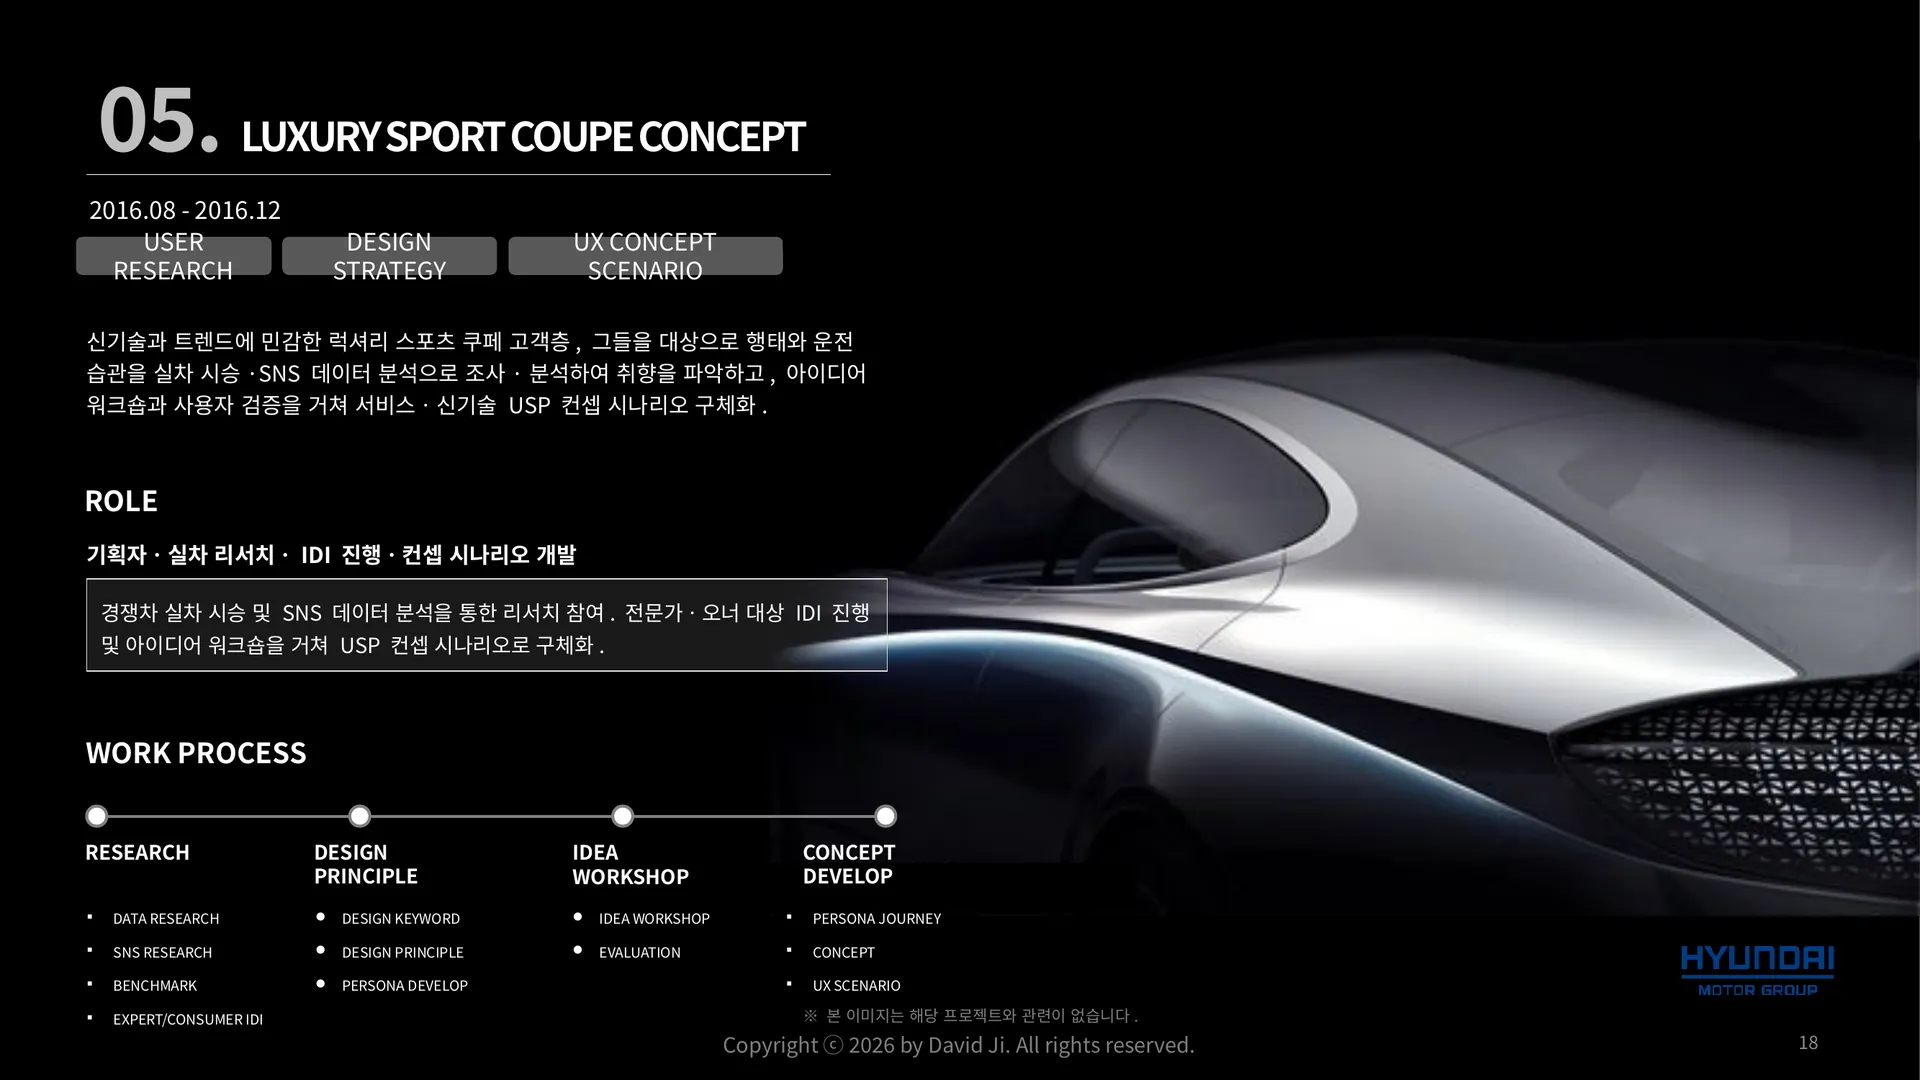 05. LUXURY SPORT COUPE CONCEPT
2016.08 - 2016.12
USER RESEARCH
DESIGN STRATEGY
UX CONCEPT SCENARIO
신기술과 트렌드에 민감한 럭셔리 스포츠 쿠페 고객층 , 그들을 대상으로 행태와 운전
습관을 실차 시승 ·SNS 데이터 분석으로 조사 · 분석하여 취향을 파악하고 , 아이디어
워크숍과 사용자 검증을 거쳐 서비스 · 신기술 USP 컨셉 시나리오 구체화 .
ROLE
기획자 · 실차 리서치 · IDI 진행 · 컨셉 시나리오 개발
경쟁차 실차 시승 및 SNS 데이터 분석을 통한 리서치 참여 . 전문가 · 오너 대상 IDI 진행
및 아이디어 워크숍을 거쳐 USP 컨셉 시나리오로 구체화 .
WORK PROCESS
RESEARCH
▪ DATA RESEARCH
▪ SNS RESEARCH
▪ BENCHMARK
▪ EXPERT/CONSUMER IDI
DESIGN
PRINCIPLE
● DESIGN KEYWORD
● DESIGN PRINCIPLE
● PERSONA DEVELOP
IDEA
WORKSHOP
● IDEA WORKSHOP
● EVALUATION
CONCEPT
DEVELOP
▪ PERSONA JOURNEY
▪ CONCEPT
▪ UX SCENARIO
※ 본 이미지는 해당 프로젝트와 관련이 없습니다 .
HYUNDAI
MOTOR GROUP
Copyright ⓒ 2026 by David Ji. All rights reserved.
18